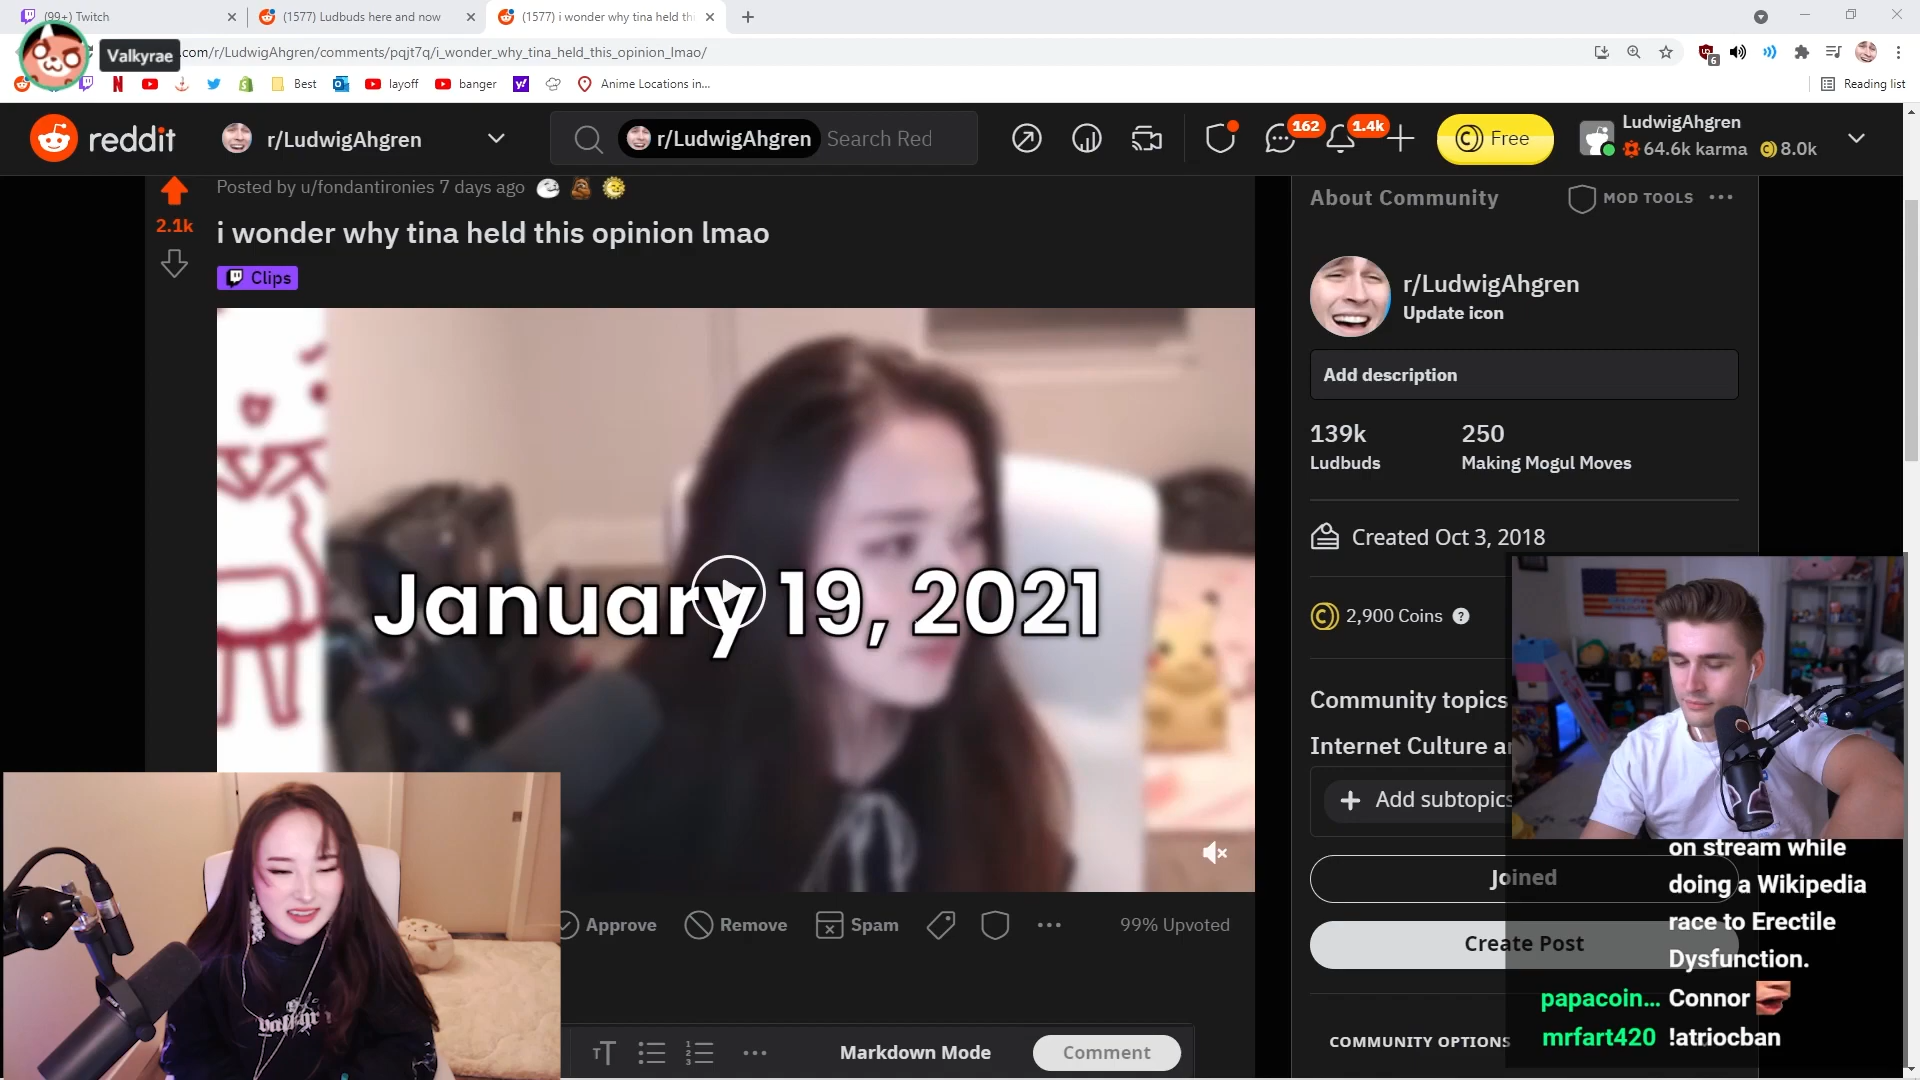 (99+) Twitch
(1577) Ludbuds here and now
(1577) i wonder why tina held thi
Valkyrae
.com/r/LudwigAhgren/comments/pqjt7q/i_wonder_why_tina_held_this_opinion_lmao/
6
Best
layoff
banger
Anime Locations in...
Reading list
reddit
r/LudwigAhgren
r/LudwigAhgren
Search Red
162
1.4k
Free
LudwigAhgren
64.6k karma
8.0k
Posted by u/fondantironies 7 days ago
2.1k
i wonder why tina held this opinion lmao
Clips
January 19, 2021
Approve
Remove
Spam
99% Upvoted
Markdown Mode
Comment
About Community
MOD TOOLS
r/LudwigAhgren
Update icon
Add description
139k
Ludbuds
250
Making Mogul Moves
Created Oct 3, 2018
2,900 Coins
Community topics
Internet Culture a
Add subtopics
Joined
Create Post
COMMUNITY OPTIONS
on stream while
doing a Wikipedia
race to Erectile
Dysfunction.
papacoin... Connor
mrfart420 !atriocban